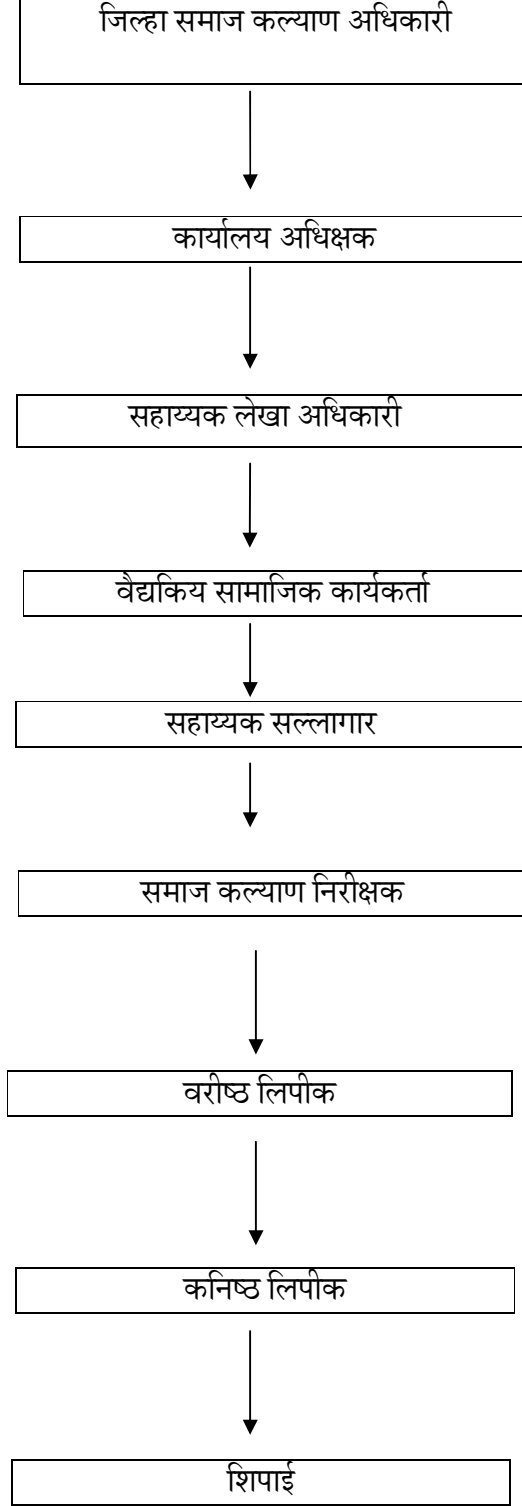 जिल्हा समाज कल्याण अधिकारी
कार्यालय अधिक्षक
सहाय्यक लेखा अधिकारी
वैद्यकिय सामाजिक कार्यकर्ता
सहाय्यक सल्लागार
समाज कल्याण निरीक्षक
वरीष्ठ लिपीक
कनिष्ठ लिपीक
शिपाई